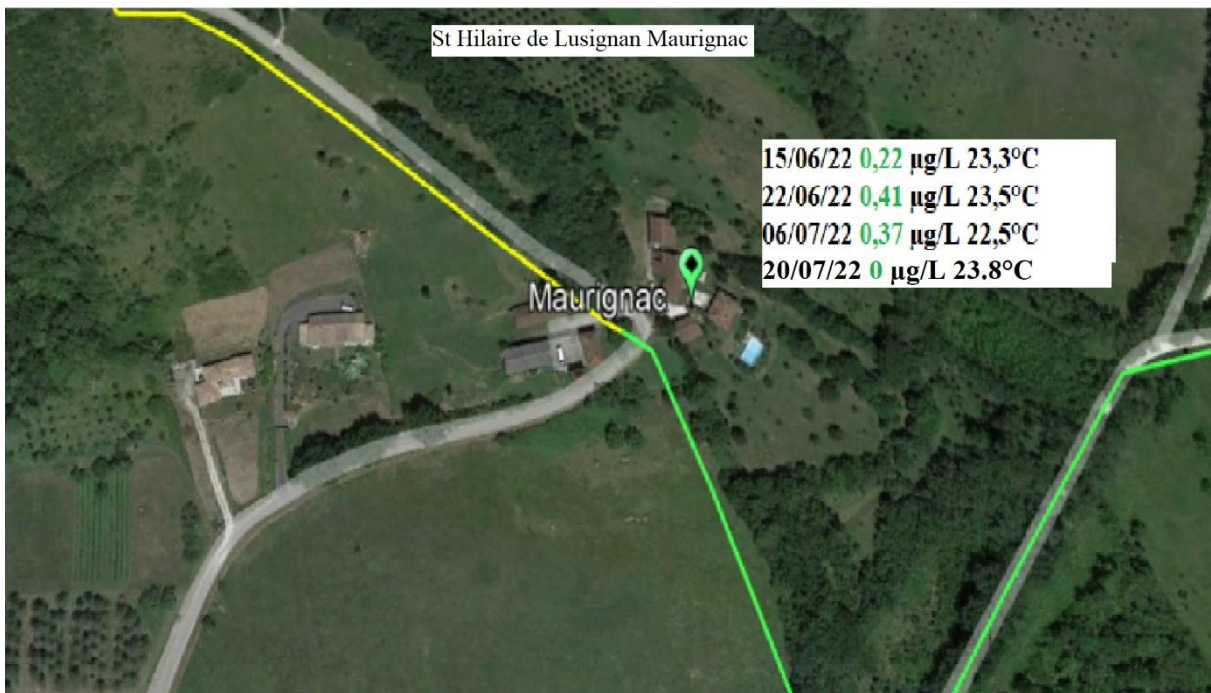 St Hilaire de Lusignan Maurignac
15/06/22 0,22 µg/L 23,3°C
22/06/22 0,41 µg/L 23,5°C
06/07/22 0,37 µg/L 22,5°C
20/07/22 0 µg/L 23.8°C
Maurignac